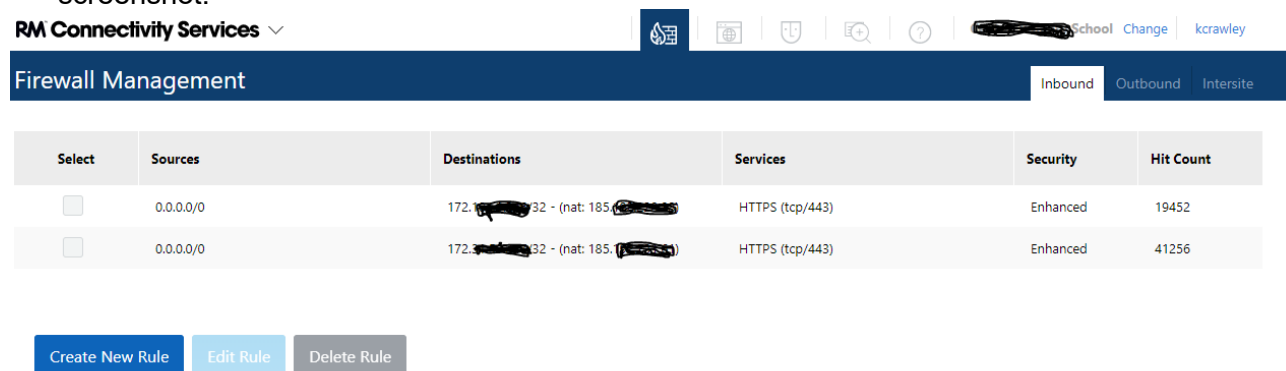 screenshot.
RM Connectivity Services
School Change kcrawley
Firewall Management
Inbound Outbound Intersite
Select Sources Destinations Services Security Hit Count
0.0.0.0/0 172. /32 - (nat: 185. HTTPS (tcp/443) Enhanced 19452
0.0.0.0/0 172. 32 - (nat: 185. ) HTTPS (tcp/443) Enhanced 41256
Create New Rule Edit Rule Delete Rule